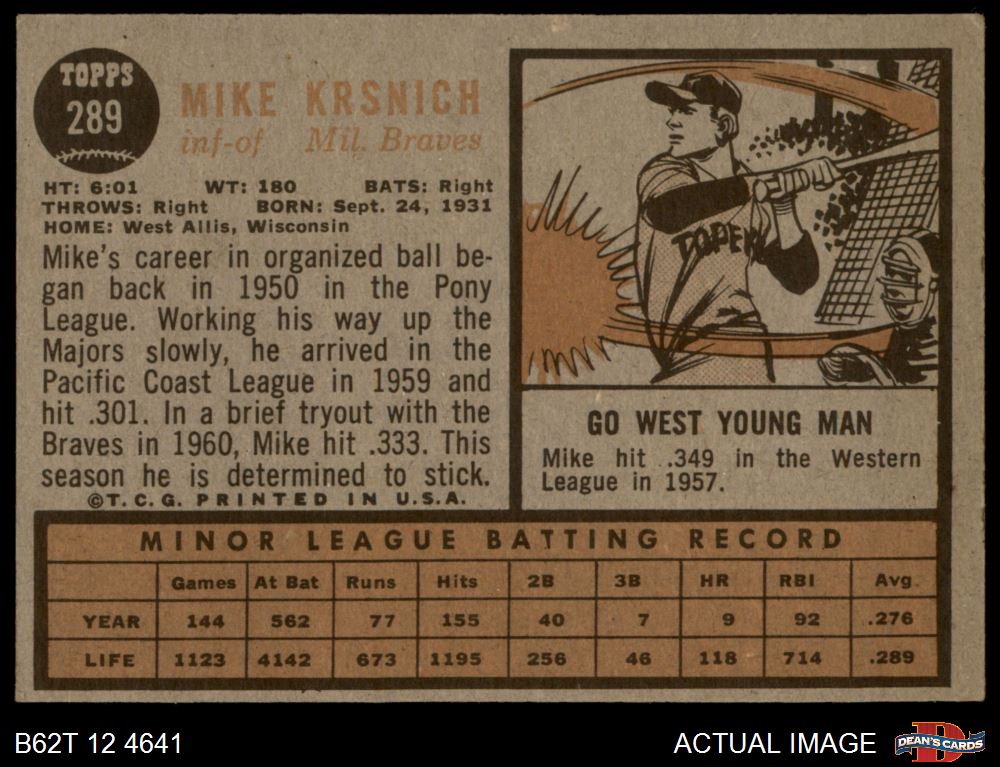 TOPPS
289
MIKE KRSNICH
inf-of Mil. Braves
HT: 6:01 WT: 180 BATS: Right
THROWS: Right BORN: Sept. 24, 1931
HOME: West Allis, Wisconsin
Mike's career in organized ball be-
gan back in 1950 in the Pony
League. Working his way up the
Majors slowly, he arrived in the
Pacific Coast League in 1959 and
hit .301. In a brief tryout with the
Braves in 1960, Mike hit .333. This
season he is determined to stick.
©T.C.G. PRINTED IN U.S.A.
TOPEK
GO WEST YOUNG MAN
Mike hit .349 in the Western
League in 1957.
MINOR LEAGUE BATTING RECORD
Games At Bat Runs Hits 2B 3B HR RBI Avg.
YEAR 144 562 77 155 40 7 9 92 .276
LIFE 1123 4142 673 1195 256 46 118 714 .289
B62T 12 4641
ACTUAL IMAGE
D
DEAN'S CARDS